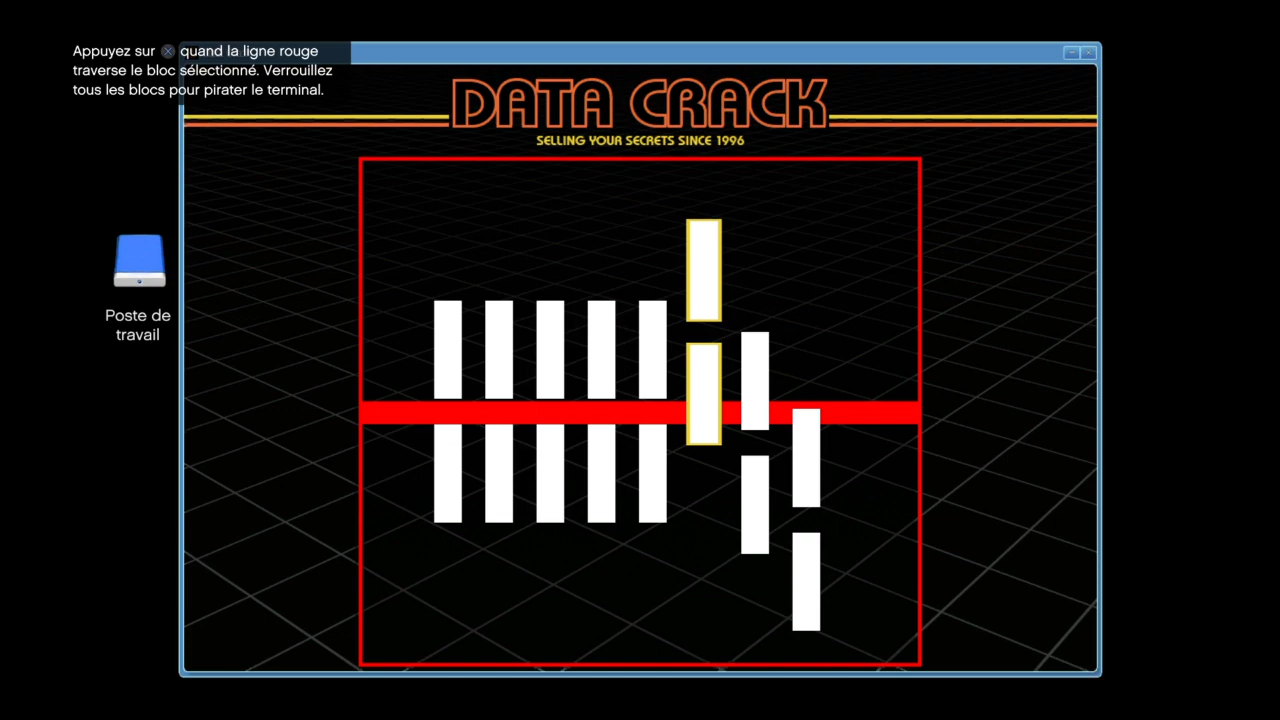 Appuyez sur ⓧ quand la ligne rouge
traverse le bloc sélectionné. Verrouillez
tous les blocs pour pirater le terminal.
DATA CRACK
SELLING YOUR SECRETS SINCE 1996
Poste de
travail